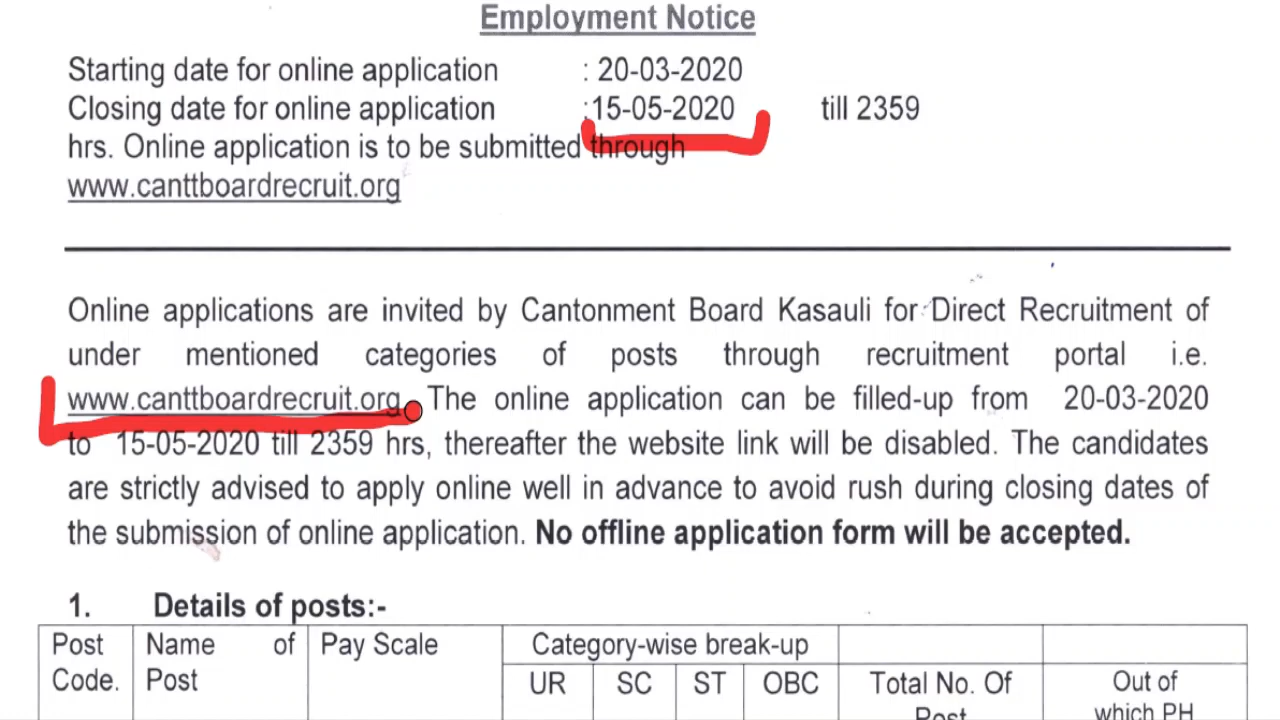 Employment Notice
Starting date for online application : 20-03-2020
Closing date for online application :15-05-2020 till 2359
hrs. Online application is to be submitted through
www.canttboardrecruit.org
Online applications are invited by Cantonment Board Kasauli for Direct Recruitment of
under mentioned categories of posts through recruitment portal i.e.
www.canttboardrecruit.org. The online application can be filled-up from 20-03-2020
to 15-05-2020 till 2359 hrs, thereafter the website link will be disabled. The candidates
are strictly advised to apply online well in advance to avoid rush during closing dates of
the submission of online application. No offline application form will be accepted.
1. Details of posts:-
Post Name of Pay Scale Category-wise break-up
Code. Post UR SC ST OBC Total No. Of Out of
Post which PH